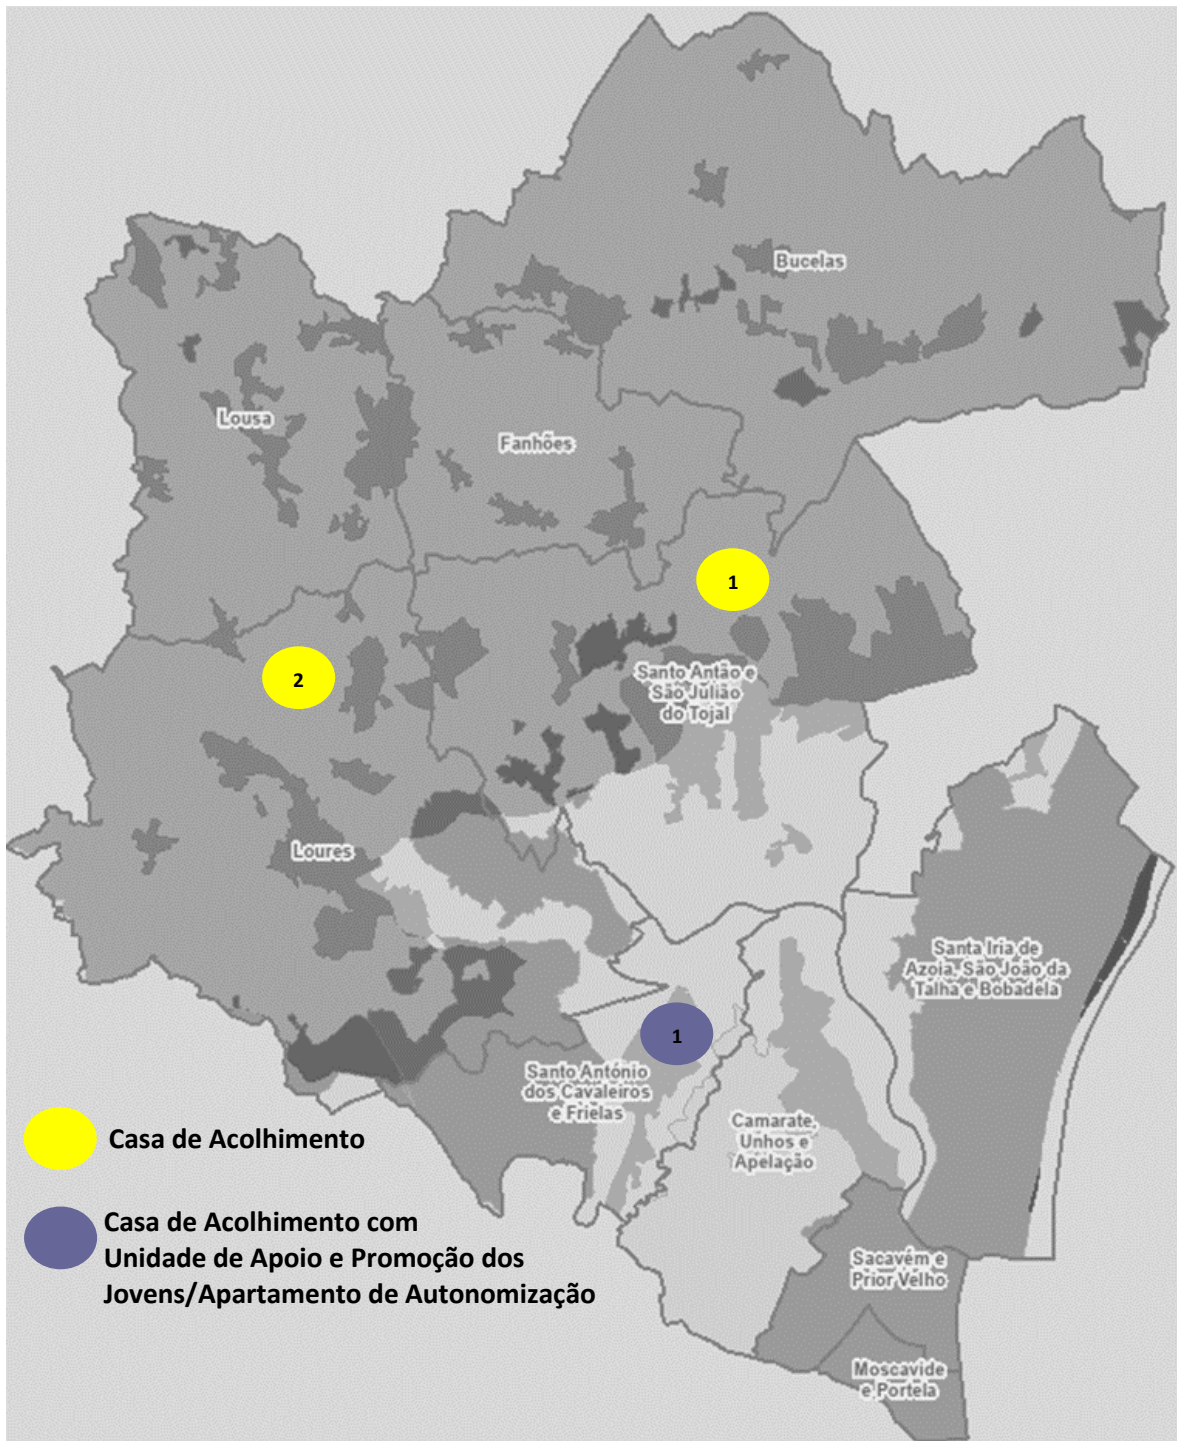 Bucelas
Lousa
Fanhões
1
2
Santo Antão e
São Julião
do Tojal
Loures
Santa Iria de
Azoia, São João da
Talha e Bobadela
1
Santo António
dos Cavaleiros
e Frielas
Camarate,
Unhos e
Apelação
Casa de Acolhimento
Casa de Acolhimento com
Unidade de Apoio e Promoção dos
Jovens/Apartamento de Autonomização
Sacavém e
Prior Velho
Moscavide
e Portela